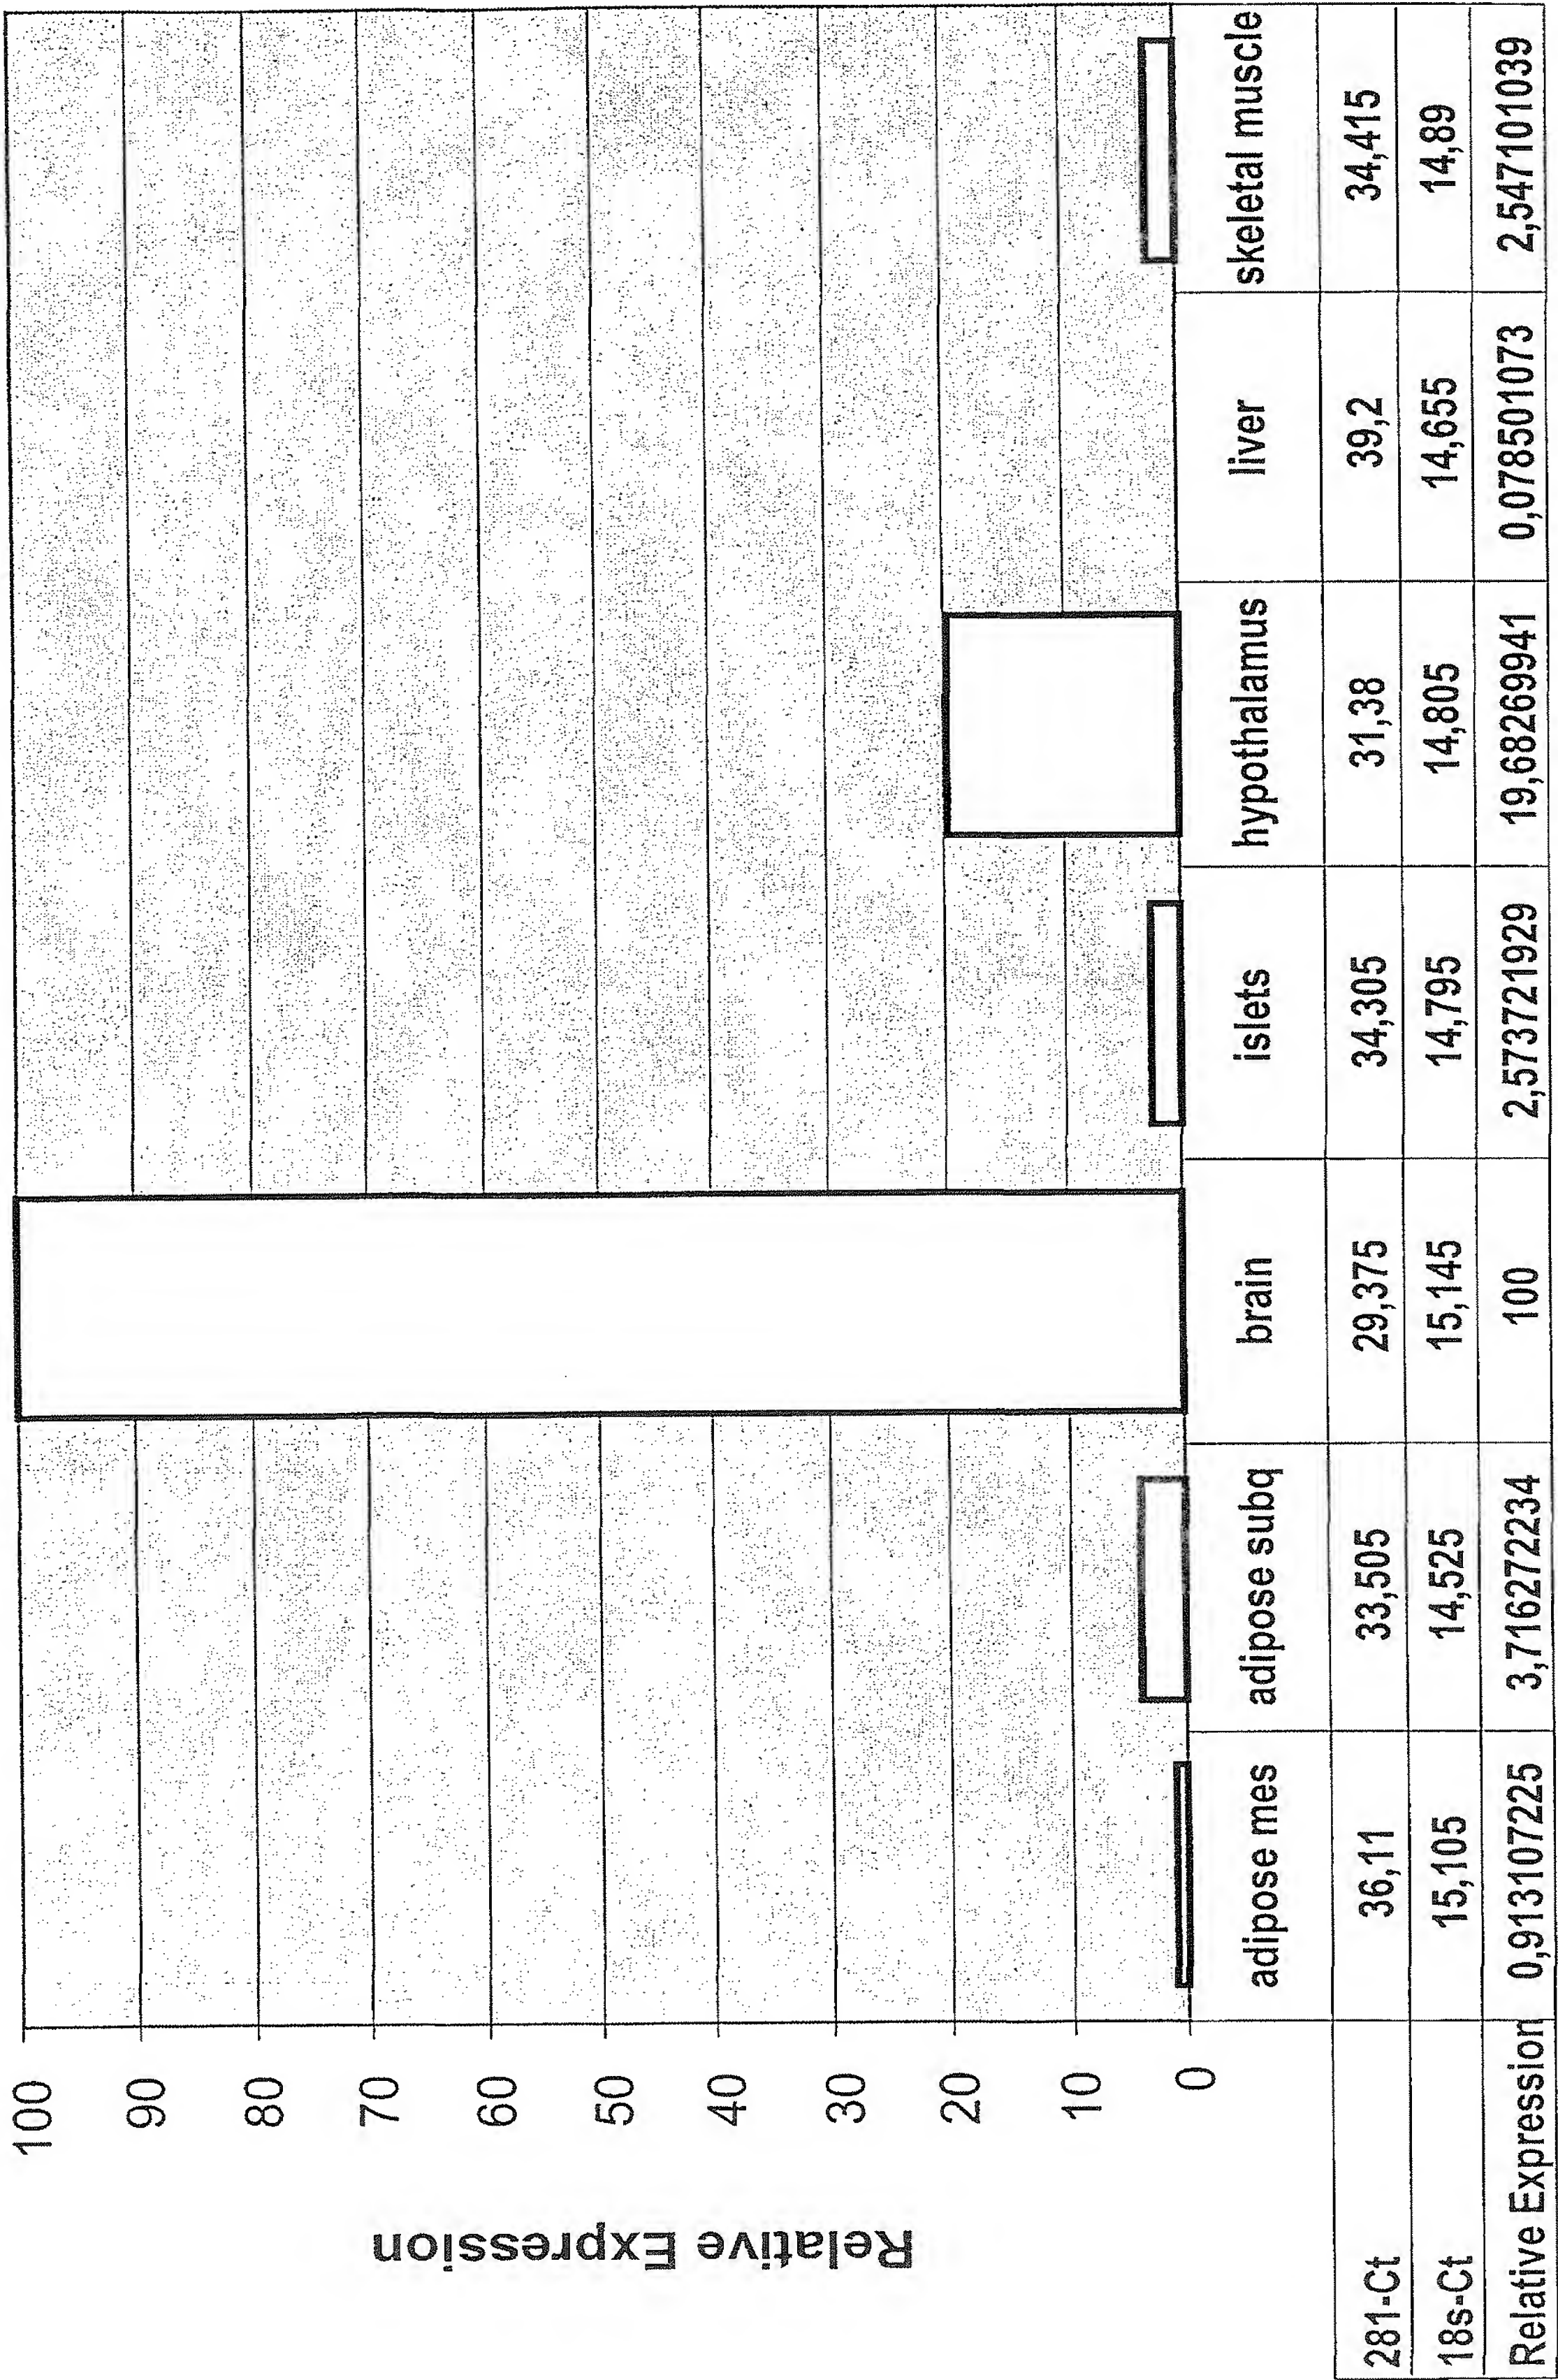 Relative Expression
100
90
80
70
60
50
40
30
20
10
0
adipose mes adipose subq brain islets hypothalamus liver skeletal muscle
281-Ct 36,11 33,505 29,375 34,305 31,38 39,2 34,415
18s-Ct 15,105 14,525 15,145 14,795 14,805 14,655 14,89
Relative Expression 0,913107225 3,716272234 100 2,573721929 19,68269941 0,078501073 2,547101039